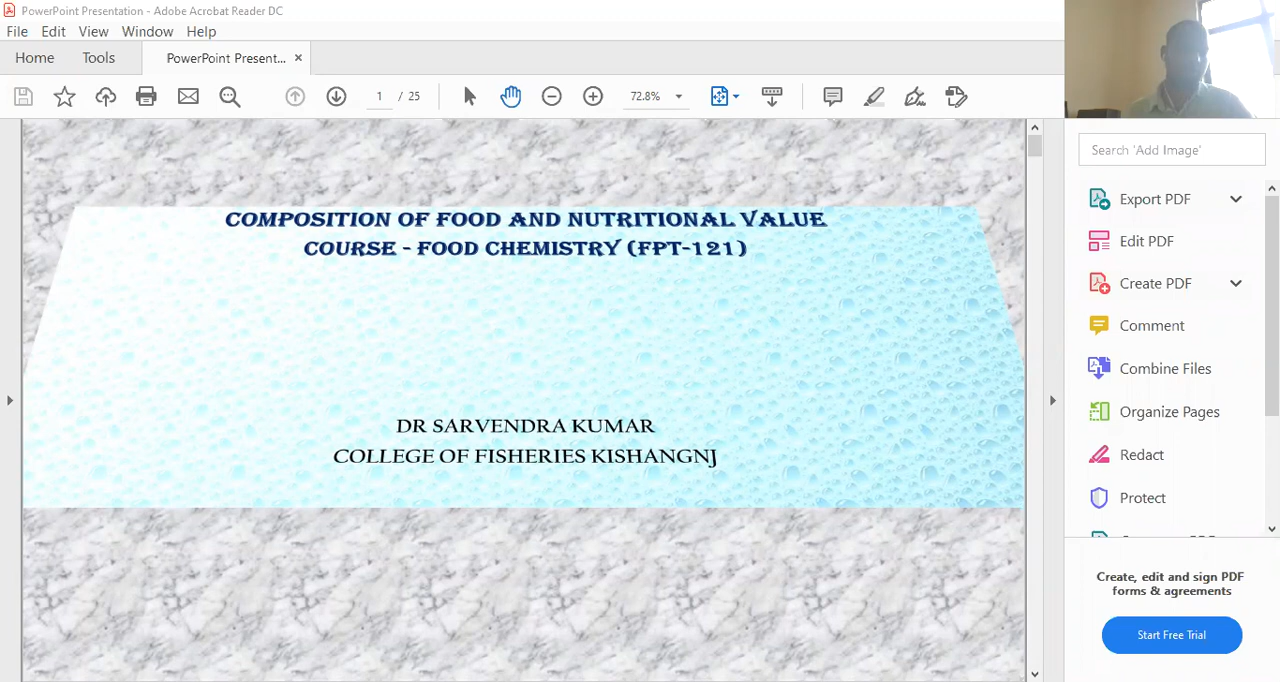 PowerPoint Presentation - Adobe Acrobat Reader DC
File Edit View Window Help
Home Tools PowerPoint Present... ×
1 / 25 72.8%
COMPOSITION OF FOOD AND NUTRITIONAL VALUE
COURSE - FOOD CHEMISTRY (FPT-121)
DR SARVENDRA KUMAR
COLLEGE OF FISHERIES KISHANGNJ
Search 'Add Image'
Export PDF
Edit PDF
Create PDF
Comment
Combine Files
Organize Pages
Redact
Protect
Create, edit and sign PDF
forms & agreements
Start Free Trial